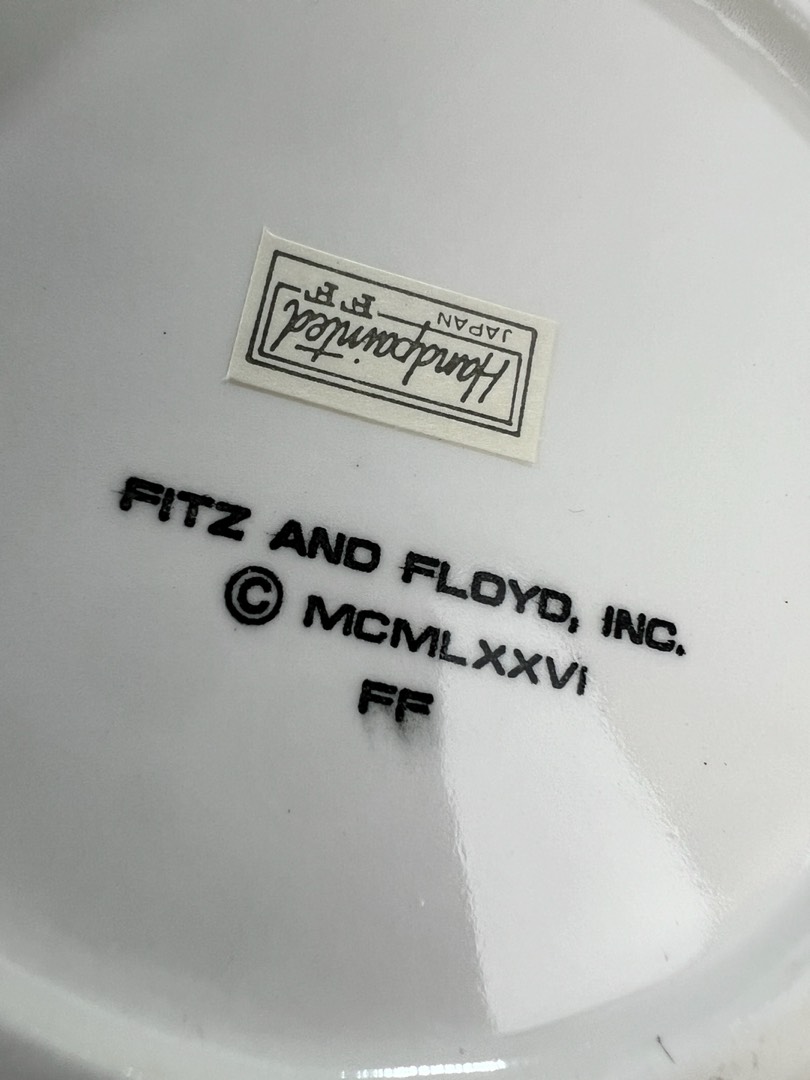 Handpainted
JAPAN
FF
FITZ AND FLOYD, INC.
© MCMLXXVI
FF